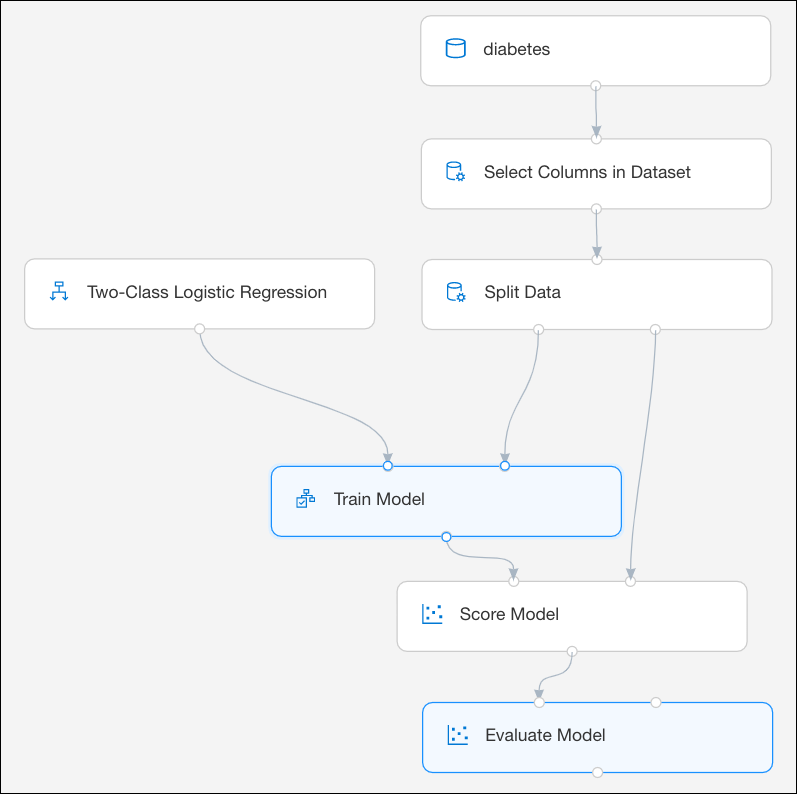 diabetes
Select Columns in Dataset
Two-Class Logistic Regression
Split Data
Train Model
Score Model
Evaluate Model